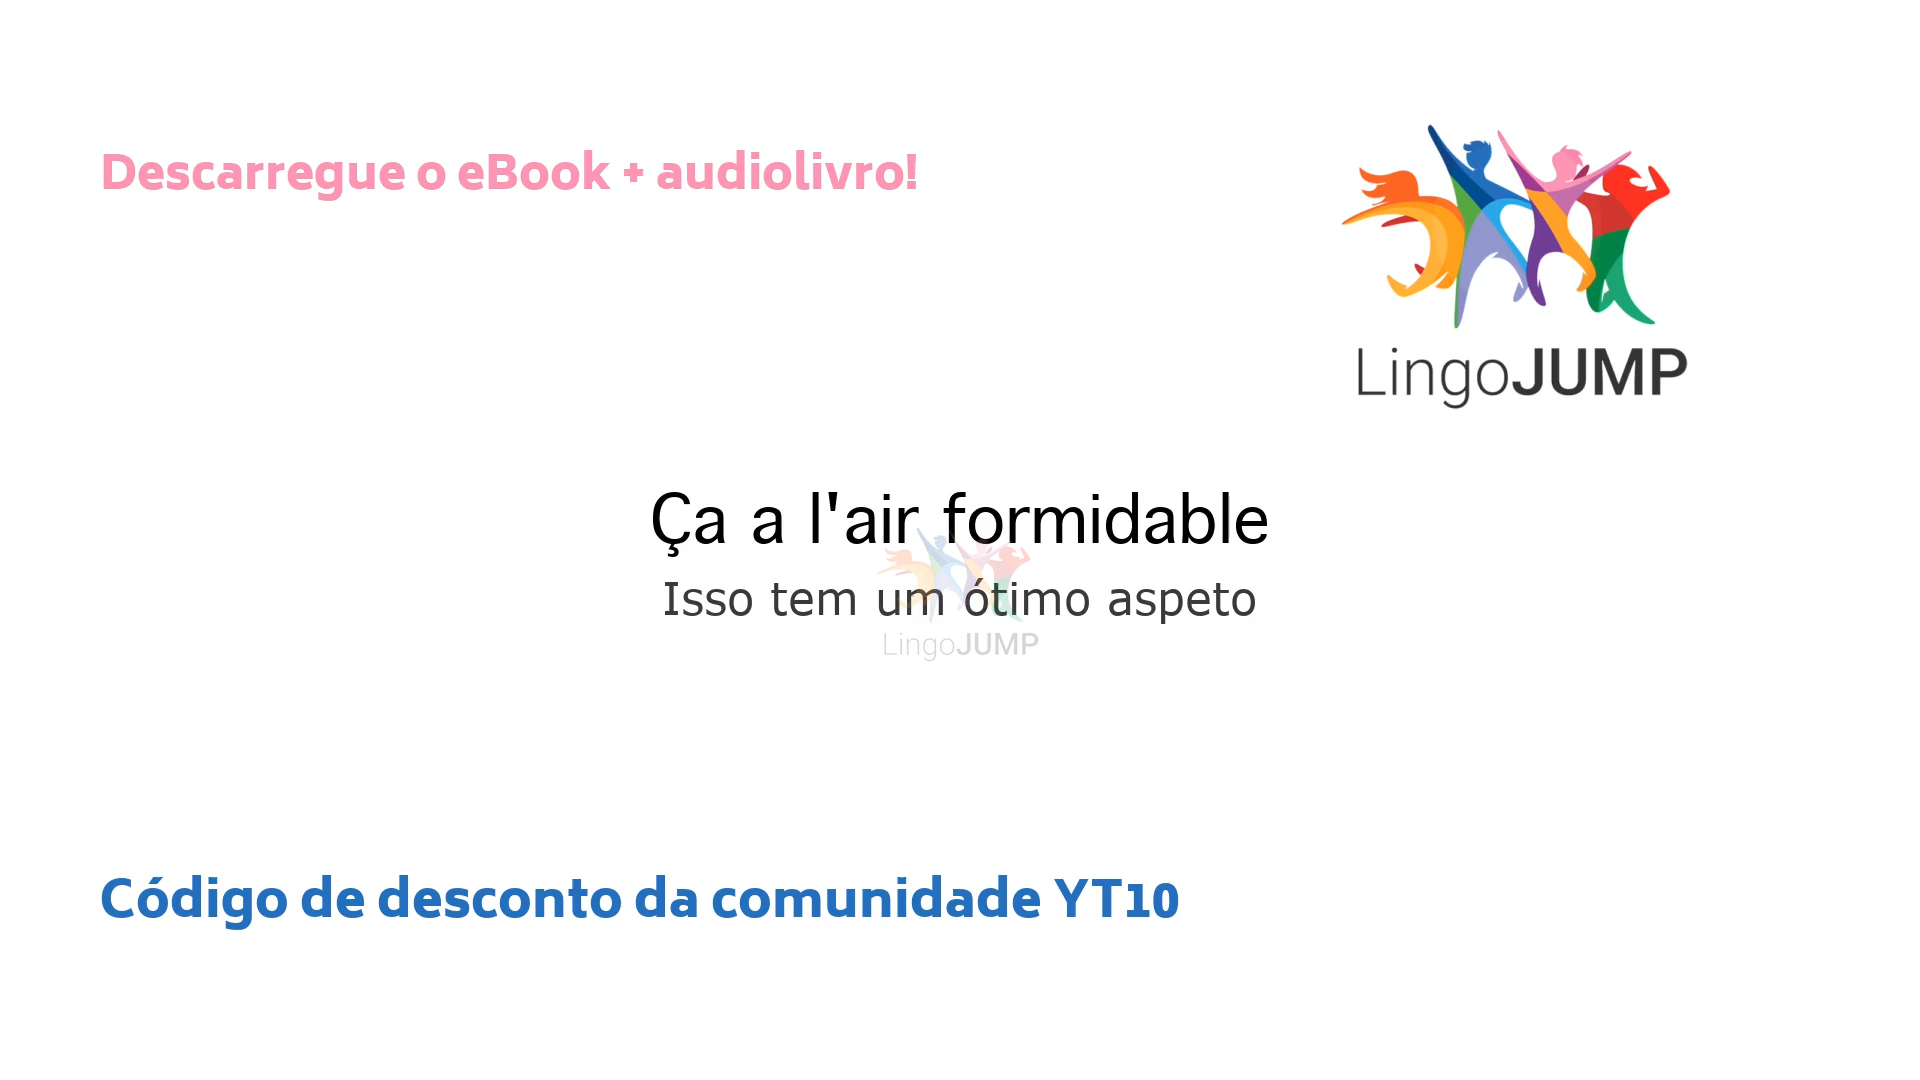 Descarregue o eBook + audiolivro!
LingoJUMP
Ça a l'air formidable
Isso tem um ótimo aspeto
LingoJUMP
Código de desconto da comunidade YT10